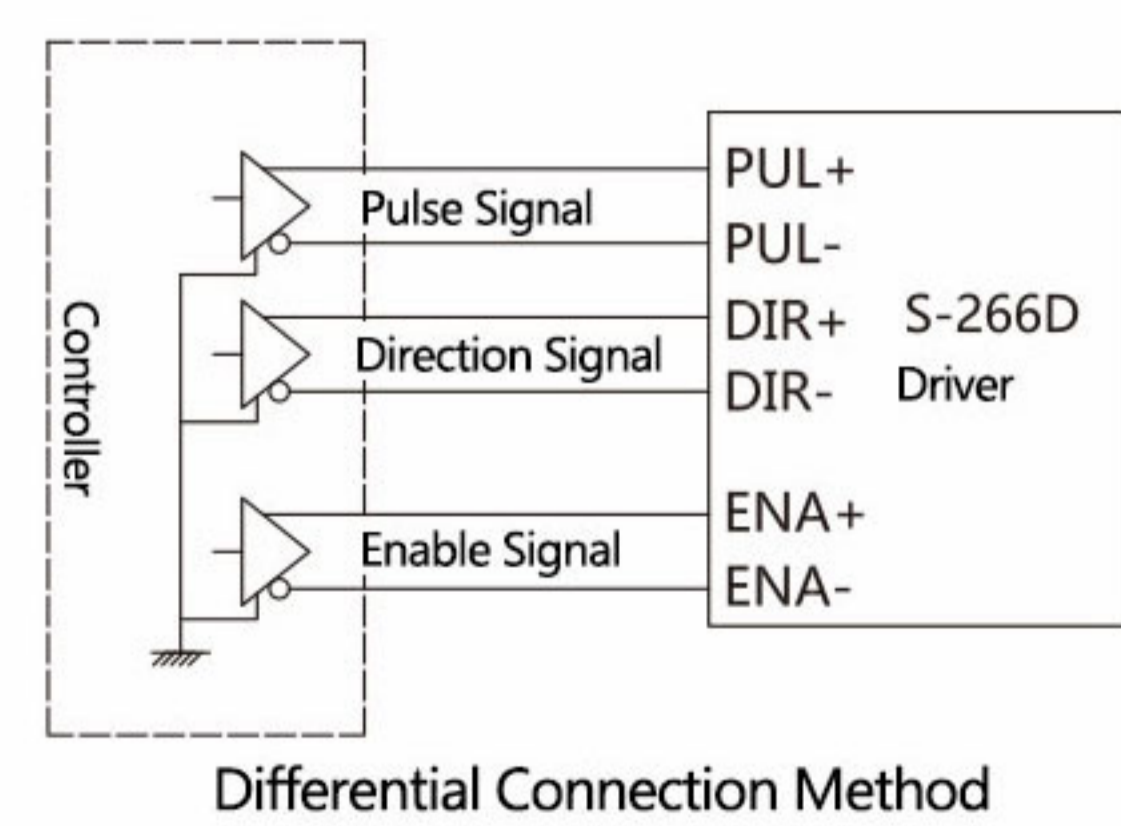 PUL+
Pulse Signal
PUL-
Controller
DIR+
S-266D
Direction Signal
DIR-
Driver
ENA+
Enable Signal
ENA-
Differential Connection Method